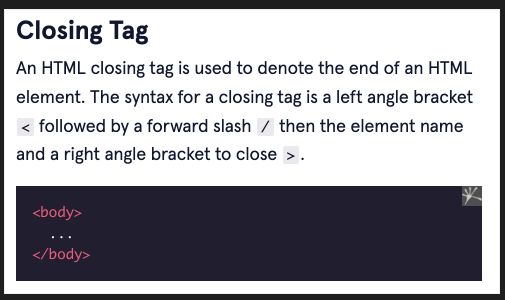 Closing Tag
An HTML closing tag is used to denote the end of an HTML
element. The syntax for a closing tag is a left angle bracket
< followed by a forward slash / then the element name
and a right angle bracket to close >.
<body>
...
</body>